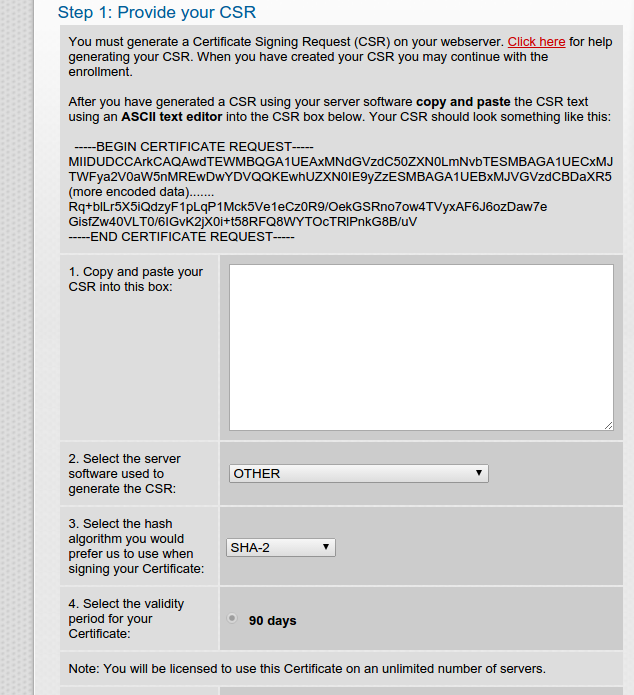 Step 1: Provide your CSR
You must generate a Certificate Signing Request (CSR) on your webserver. Click here for help
generating your CSR. When you have created your CSR you may continue with the
enrollment.
After you have generated a CSR using your server software copy and paste the CSR text
using an ASCII text editor into the CSR box below. Your CSR should look something like this:
-----BEGIN CERTIFICATE REQUEST-----
MIIDUDCCArkCAQAwdTEWMBQGA1UEAxMNdGVzdC50ZXN0LmNvbTESMBAGA1UECxMJ
TWFya2V0aW5nMREwDwYDVQQKEwhUZXN0IE9yZzESMBAGA1UEBxMJVGVzdCBDaXR5
(more encoded data).......
Rq+blLr5X5iQdzyF1pLqP1Mck5Ve1eCz0R9/OekGSRno7ow4TVyxAF6J6ozDaw7e
GisfZw40VLT0/6IGvK2jX0i+t58RFQ8WYTOcTRlPnkG8B/uV
-----END CERTIFICATE REQUEST-----
1. Copy and paste your
CSR into this box:
2. Select the server
software used to
generate the CSR:
OTHER
3. Select the hash
algorithm you would
prefer us to use when
signing your Certificate:
SHA-2
4. Select the validity
period for your
Certificate:
90 days
Note: You will be licensed to use this Certificate on an unlimited number of servers.